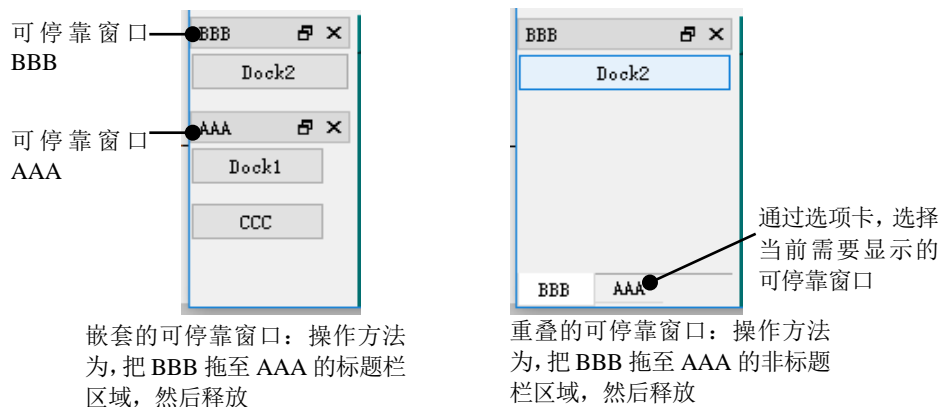 可停靠窗口
BBB
可停靠窗口
AAA
BBB
Dock2
AAA
Dock1
CCC
嵌套的可停靠窗口：操作方法
为，把 BBB 拖至 AAA 的标题栏
区域，然后释放
BBB
Dock2
BBB
AAA
通过选项卡，选择
当前需要显示的
可停靠窗口
重叠的可停靠窗口：操作方法
为，把 BBB 拖至 AAA 的非标题
栏区域，然后释放